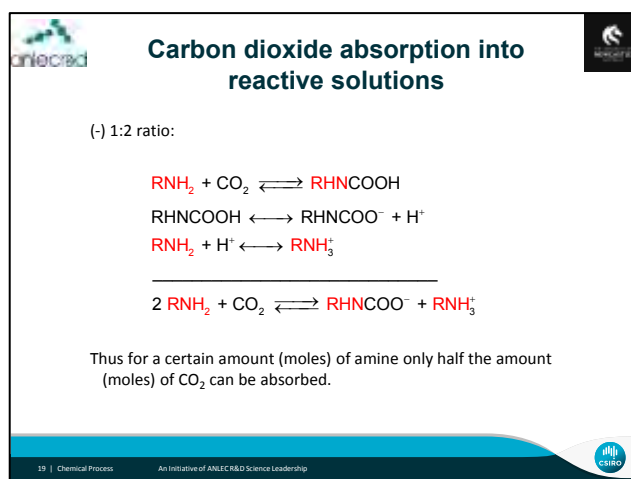 anlecr&d
Carbon dioxide absorption into
reactive solutions
(-) 1:2 ratio:
RNH₂ + CO₂ ⇌ RHNCOOH
RHNCOOH ⟷ RHNCOO⁻ + H⁺
RNH₂ + H⁺ ⟷ RNH₃⁺
2 RNH₂ + CO₂ ⇌ RHNCOO⁻ + RNH₃⁺
Thus for a certain amount (moles) of amine only half the amount
(moles) of CO₂ can be absorbed.
19 | Chemical Process An Initiative of ANLEC R&D Science Leadership
CSIRO